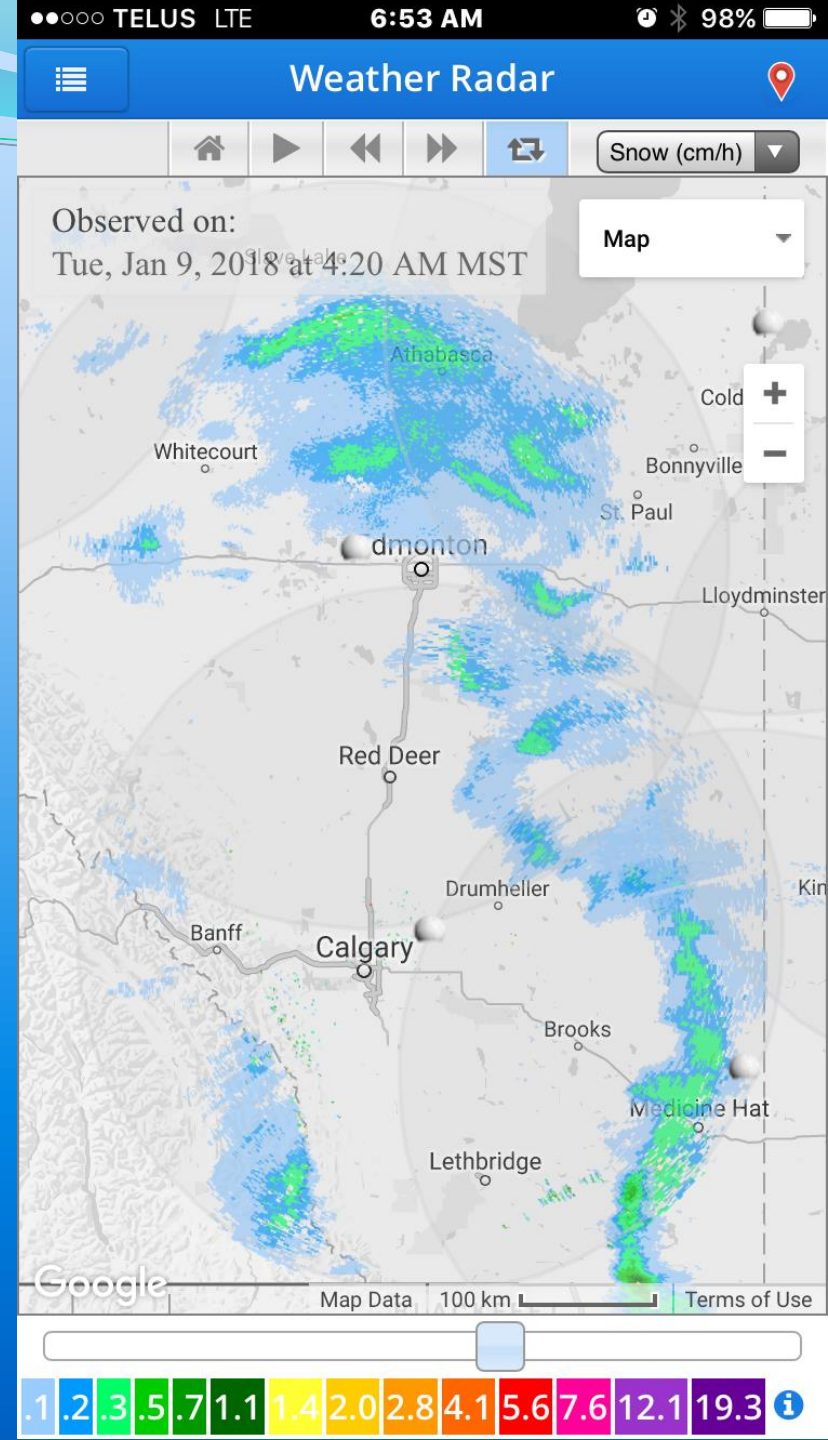 TELUS LTE 6:53 AM 98%
Weather Radar
Snow (cm/h)
Observed on:
Tue, Jan 9, 2018 at 4:20 AM MST
Map
Slave Lake
Athabasca
Cold
Whitecourt
Bonnyville
St. Paul
dmonton
Lloydminster
Red Deer
Drumheller
Kin
Banff
Calgary
Brooks
Medicine Hat
Lethbridge
Google
Map Data 100 km Terms of Use
.1 .2 .3 .5 .7 1.1 1.4 2.0 2.8 4.1 5.6 7.6 12.1 19.3